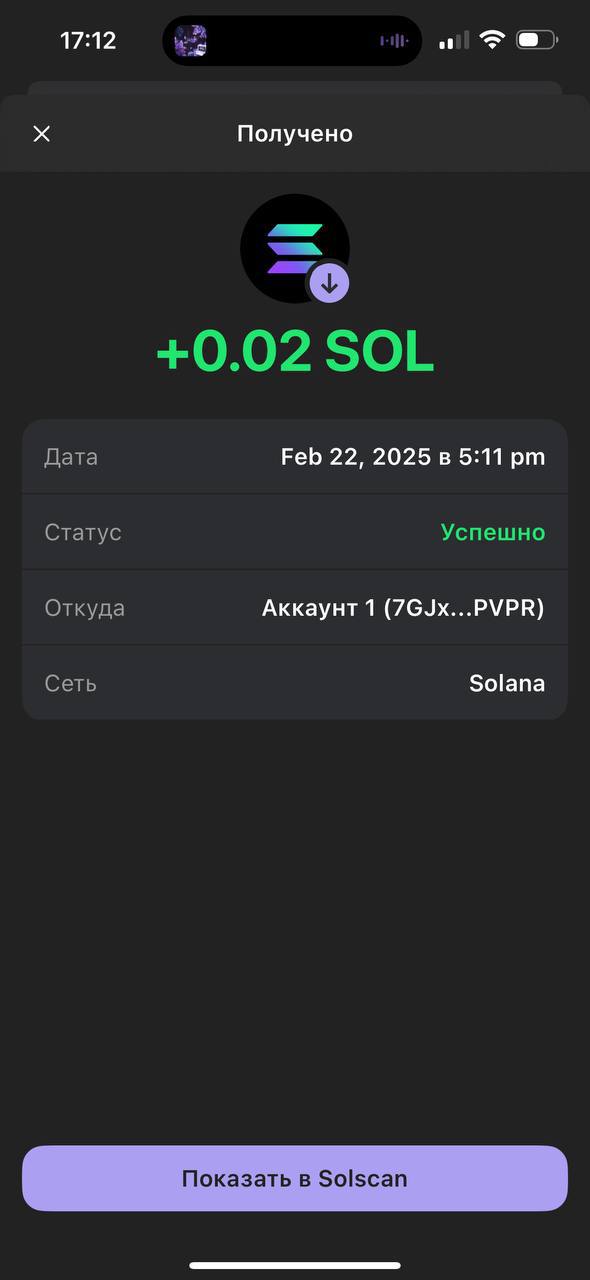 17:12
Получено
+0.02 SOL
Дата Feb 22, 2025 в 5:11 pm
Статус Успешно
Откуда Аккаунт 1 (7GJx...PVPR)
Сеть Solana
Показать в Solscan